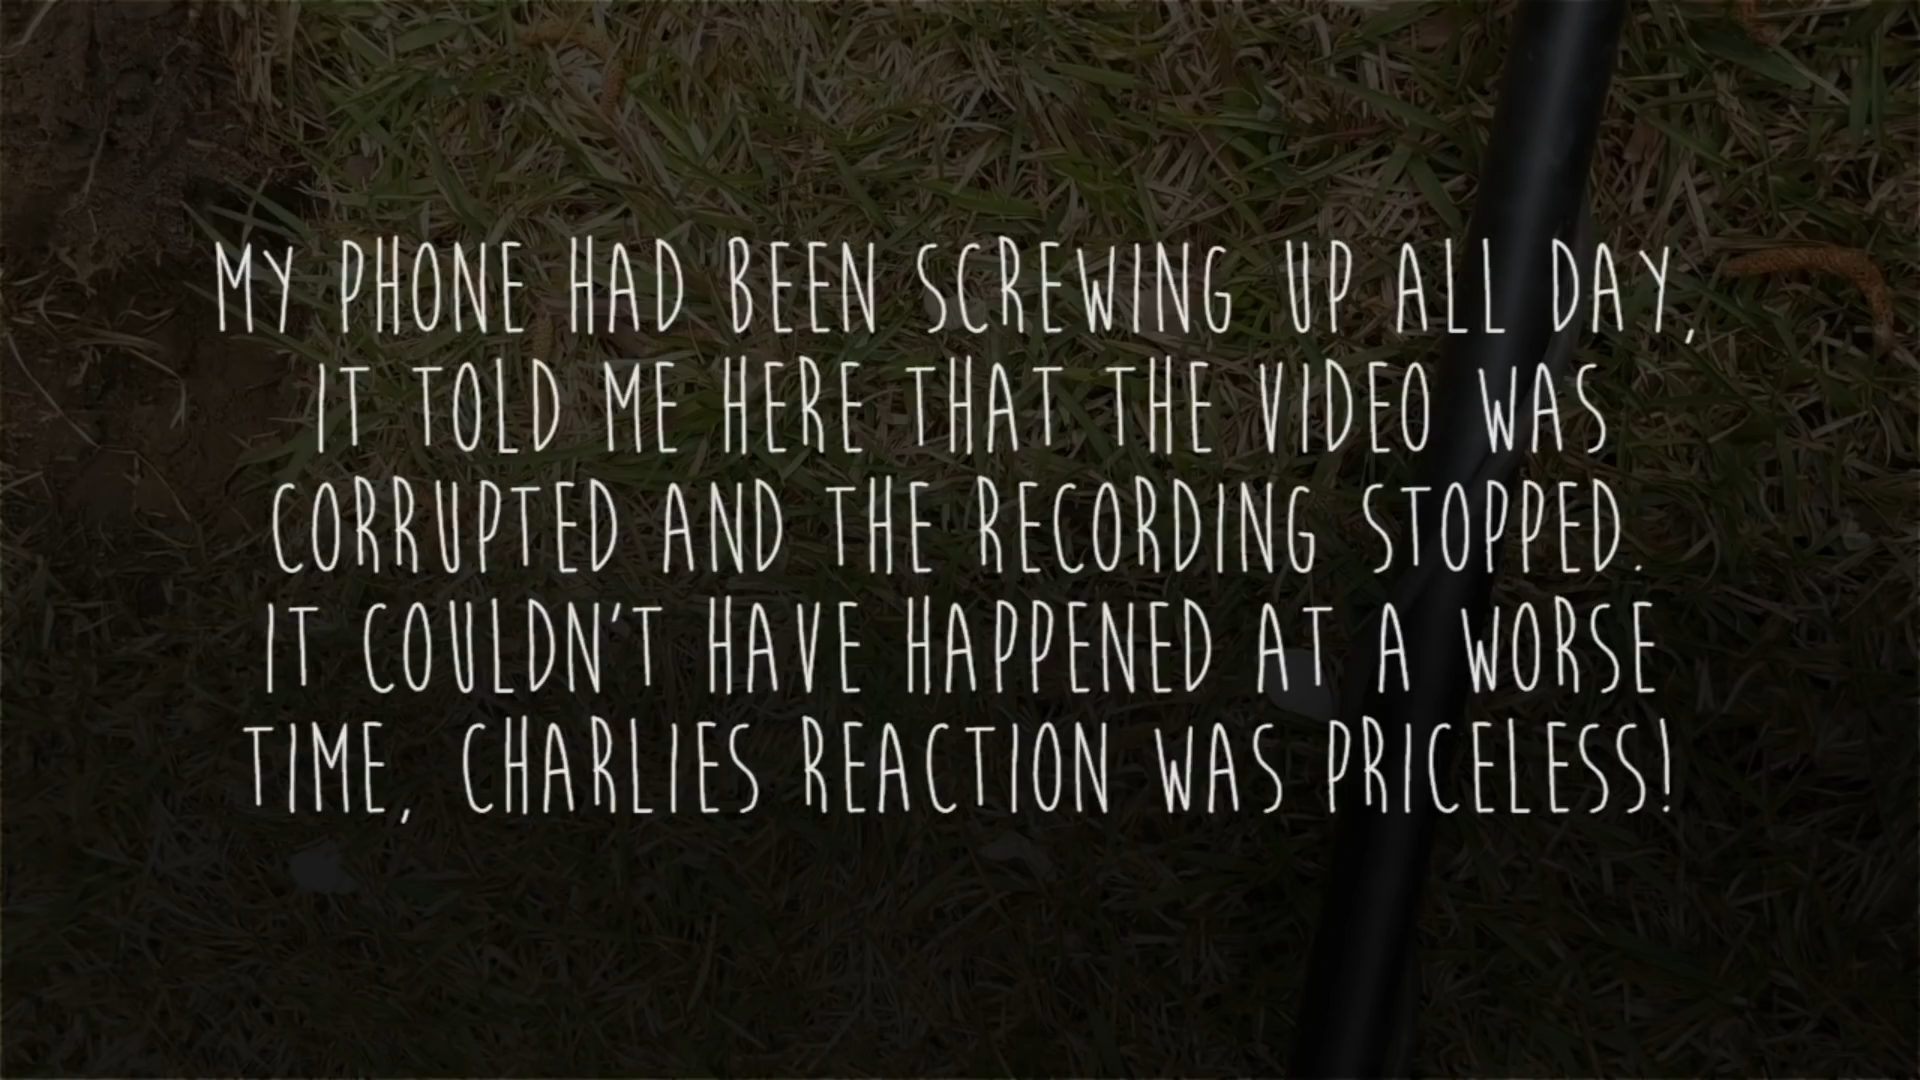 MY PHONE HAD BEEN SCREWING UP ALL DAY,
IT TOLD ME HERE THAT THE VIDEO WAS
CORRUPTED AND THE RECORDING STOPPED.
IT COULDN'T HAVE HAPPENED AT A WORSE
TIME, CHARLIES REACTION WAS PRICELESS!